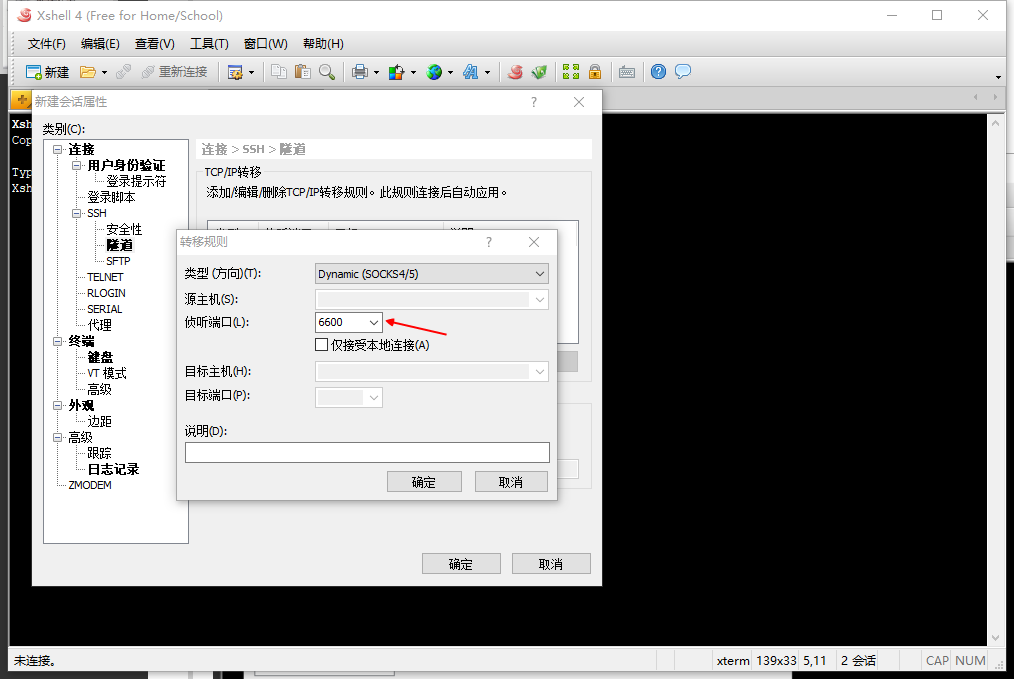 Xshell 4 (Free for Home/School)
文件(F) 编辑(E) 查看(V) 工具(T) 窗口(W) 帮助(H)
新建 重新连接
新建会话属性 ?
Xsh
Cop
Typ
Xsh
类别(C):
连接
用户身份验证
登录提示符
登录脚本
SSH
安全性
隧道
SFTP
TELNET
RLOGIN
SERIAL
代理
终端
键盘
VT 模式
高级
外观
边距
高级
跟踪
日志记录
ZMODEM
连接 > SSH > 隧道
TCP/IP转移
添加/编辑/删除TCP/IP转移规则。此规则连接后自动应用。
转移规则 ?
类型 (方向)(T): Dynamic (SOCKS4/5)
源主机(S):
侦听端口(L): 6600
仅接受本地连接(A)
目标主机(H):
目标端口(P):
说明(D):
确定 取消
确定 取消
未连接。 xterm 139x33 5,11 2 会话 CAP NUM